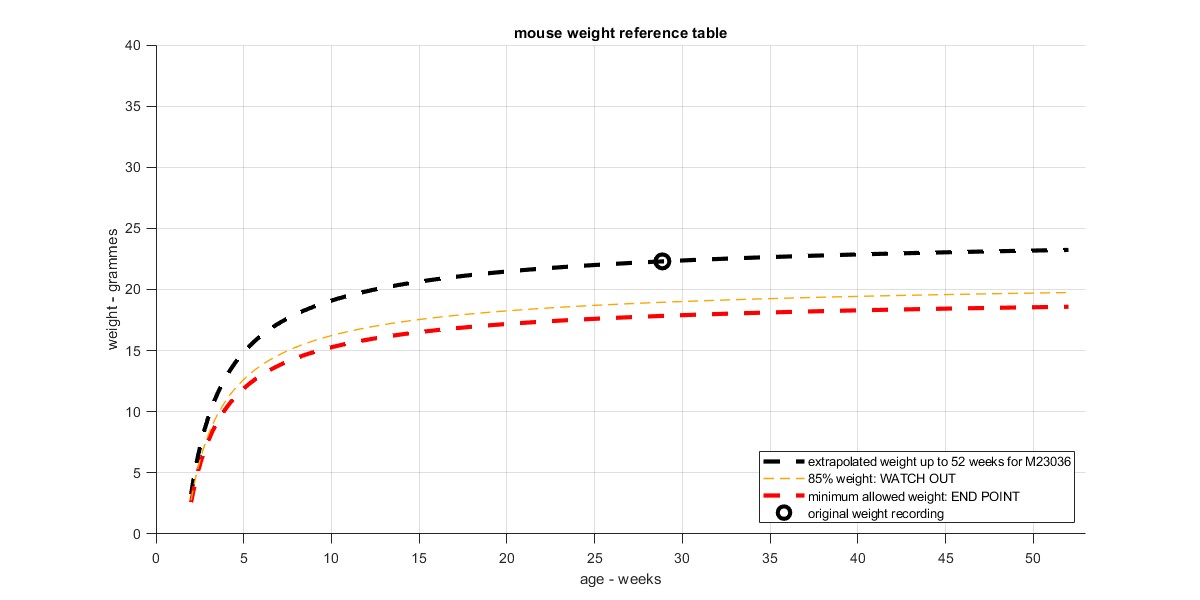 mouse weight reference table
40
35
30
25
20
15
10
5
0
weight - grammes
0 5 10 15 20 25 30 35 40 45 50
age - weeks
extrapolated weight up to 52 weeks for M23036
85% weight: WATCH OUT
minimum allowed weight: END POINT
original weight recording